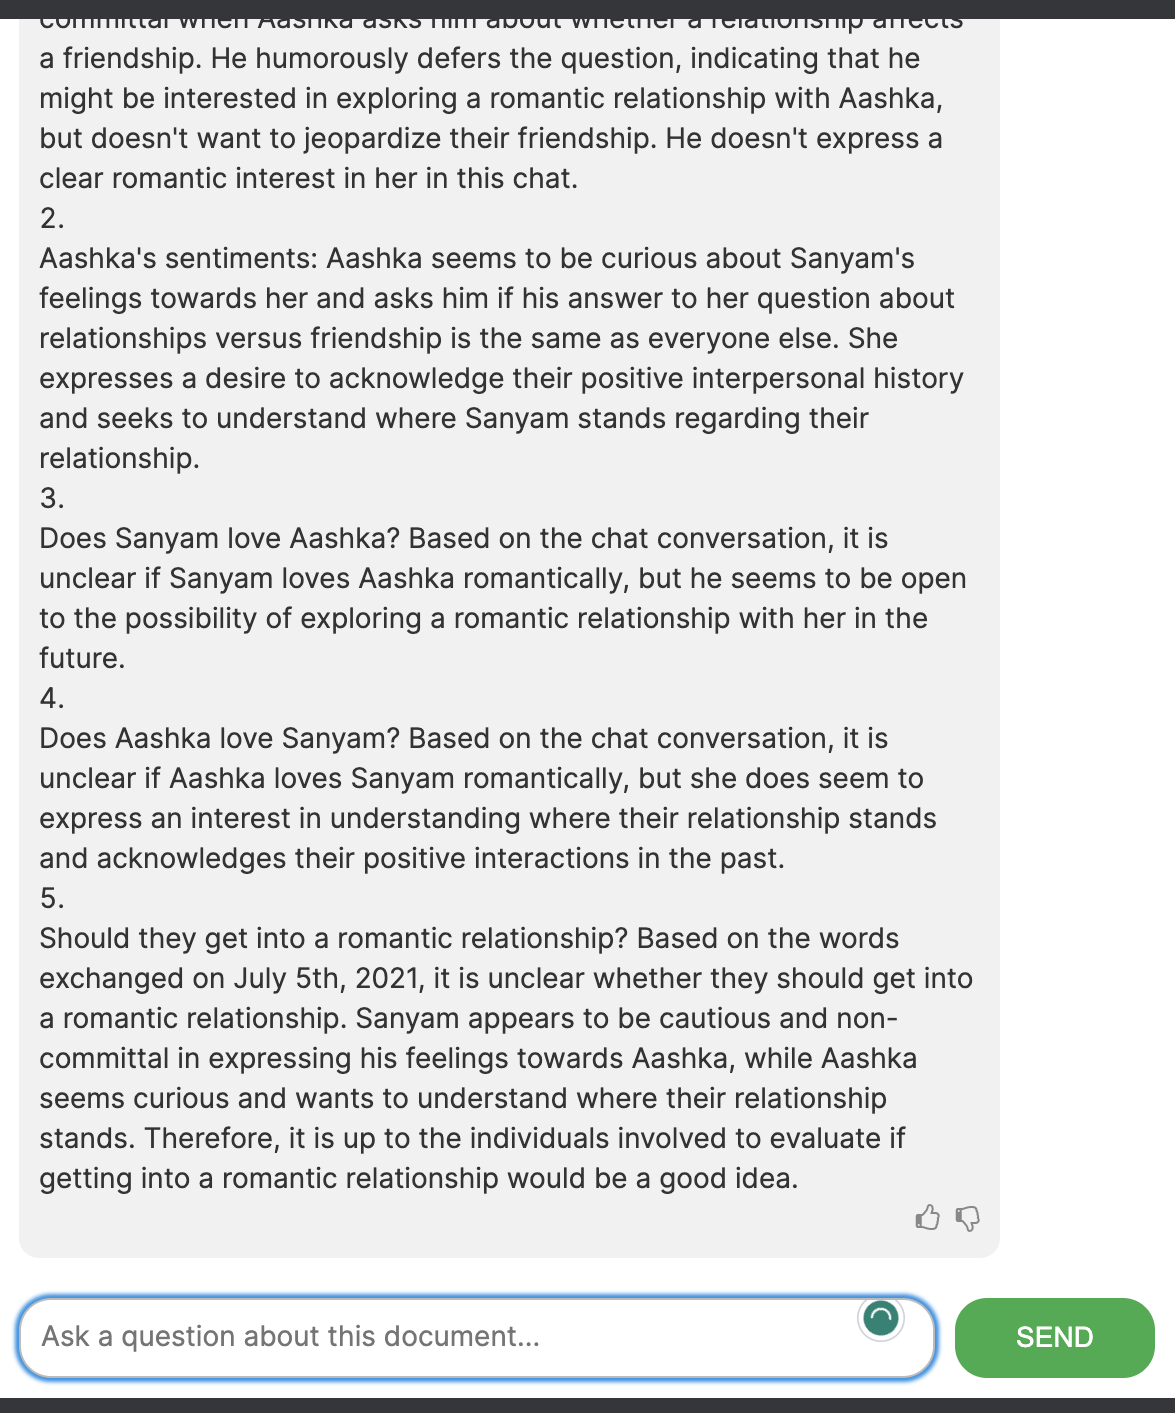 committal when Aashka asks him about whether a relationship affects
a friendship. He humorously defers the question, indicating that he
might be interested in exploring a romantic relationship with Aashka,
but doesn't want to jeopardize their friendship. He doesn't express a
clear romantic interest in her in this chat.
2.
Aashka's sentiments: Aashka seems to be curious about Sanyam's
feelings towards her and asks him if his answer to her question about
relationships versus friendship is the same as everyone else. She
expresses a desire to acknowledge their positive interpersonal history
and seeks to understand where Sanyam stands regarding their
relationship.
3.
Does Sanyam love Aashka? Based on the chat conversation, it is
unclear if Sanyam loves Aashka romantically, but he seems to be open
to the possibility of exploring a romantic relationship with her in the
future.
4.
Does Aashka love Sanyam? Based on the chat conversation, it is
unclear if Aashka loves Sanyam romantically, but she does seem to
express an interest in understanding where their relationship stands
and acknowledges their positive interactions in the past.
5.
Should they get into a romantic relationship? Based on the words
exchanged on July 5th, 2021, it is unclear whether they should get into
a romantic relationship. Sanyam appears to be cautious and non-
committal in expressing his feelings towards Aashka, while Aashka
seems curious and wants to understand where their relationship
stands. Therefore, it is up to the individuals involved to evaluate if
getting into a romantic relationship would be a good idea.
Ask a question about this document...
SEND